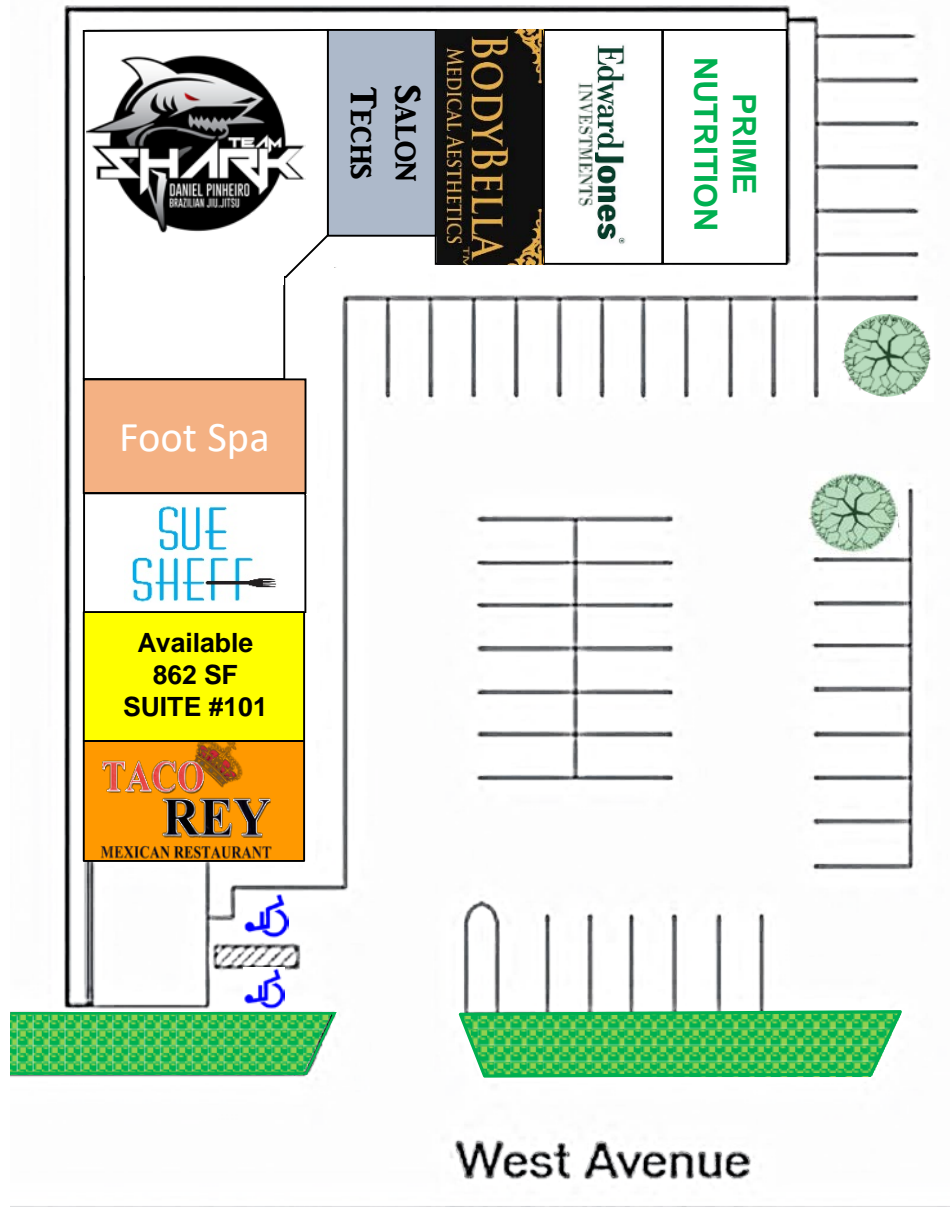 TEAM
SHARK
DANIEL PINHEIRO
BRAZILIAN JIU.JITSU
SALON
TECHS
BODYBELLA™
MEDICAL AESTHETICS
EdwardJones®
INVESTMENTS
PRIME
NUTRITION
Foot Spa
SUE
SHEFF
Available
862 SF
SUITE #101
TACO
REY
MEXICAN RESTAURANT
West Avenue